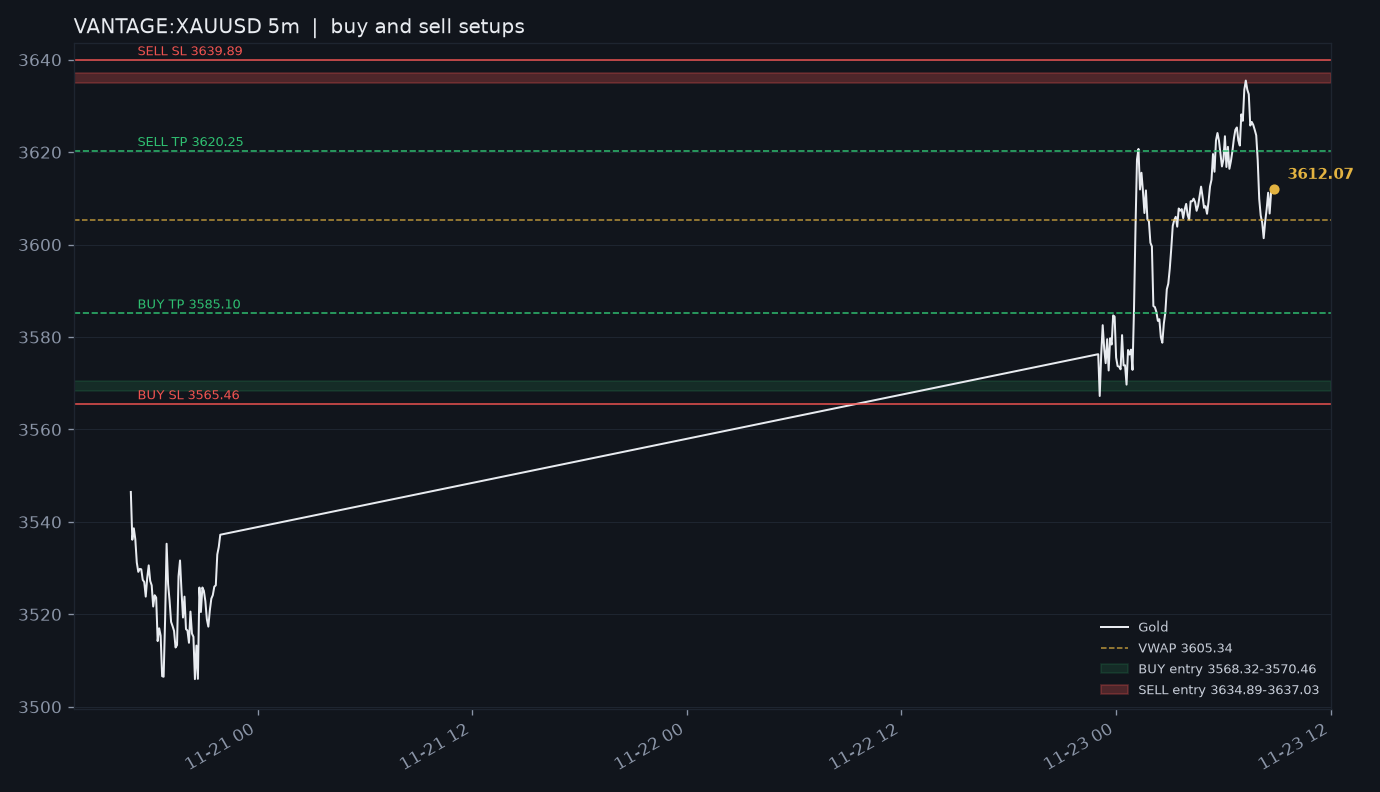 VANTAGE:XAUUSD 5m | buy and sell setups
3640
SELL SL 3639.89
3620
SELL TP 3620.25
3612.07
3600
BUY TP 3585.10
3580
BUY SL 3565.46
3560
3540
3520
3500
Gold
VWAP 3605.34
BUY entry 3568.32-3570.46
SELL entry 3634.89-3637.03
11-21 00
11-21 12
11-22 00
11-22 12
11-23 00
11-23 12